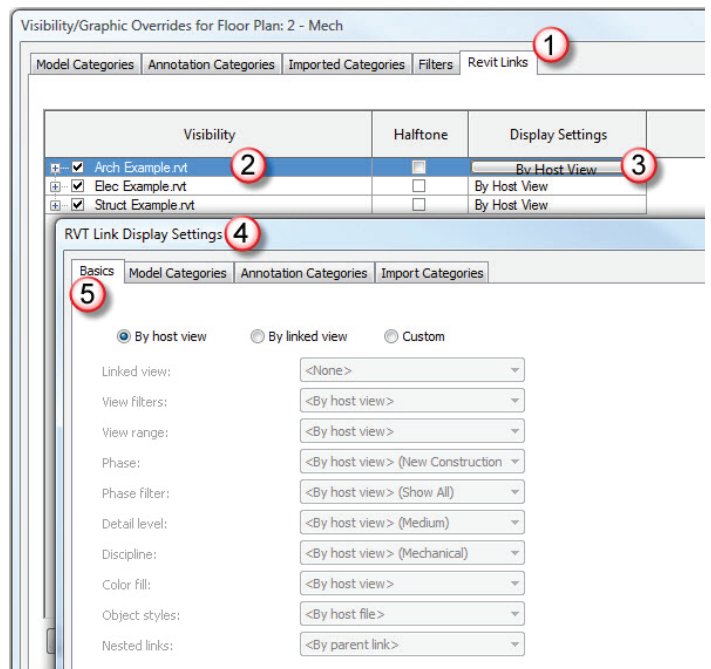 Visibility/Graphic Overrides for Floor Plan: 2 - Mech
1
Model Categories Annotation Categories Imported Categories Filters Revit Links
Visibility Halftone Display Settings
Arch Example.rvt 2 By Host View 3
Elec Example.rvt By Host View
Struct Example.rvt By Host View
RVT Link Display Settings 4
Basics Model Categories Annotation Categories Import Categories
5
By host view By linked view Custom
Linked view: <None>
View filters: <By host view>
View range: <By host view>
Phase: <By host view> (New Construction
Phase filter: <By host view> (Show All)
Detail level: <By host view> (Medium)
Discipline: <By host view> (Mechanical)
Color fill: <By host view>
Object styles: <By host file>
Nested links: <By parent link>